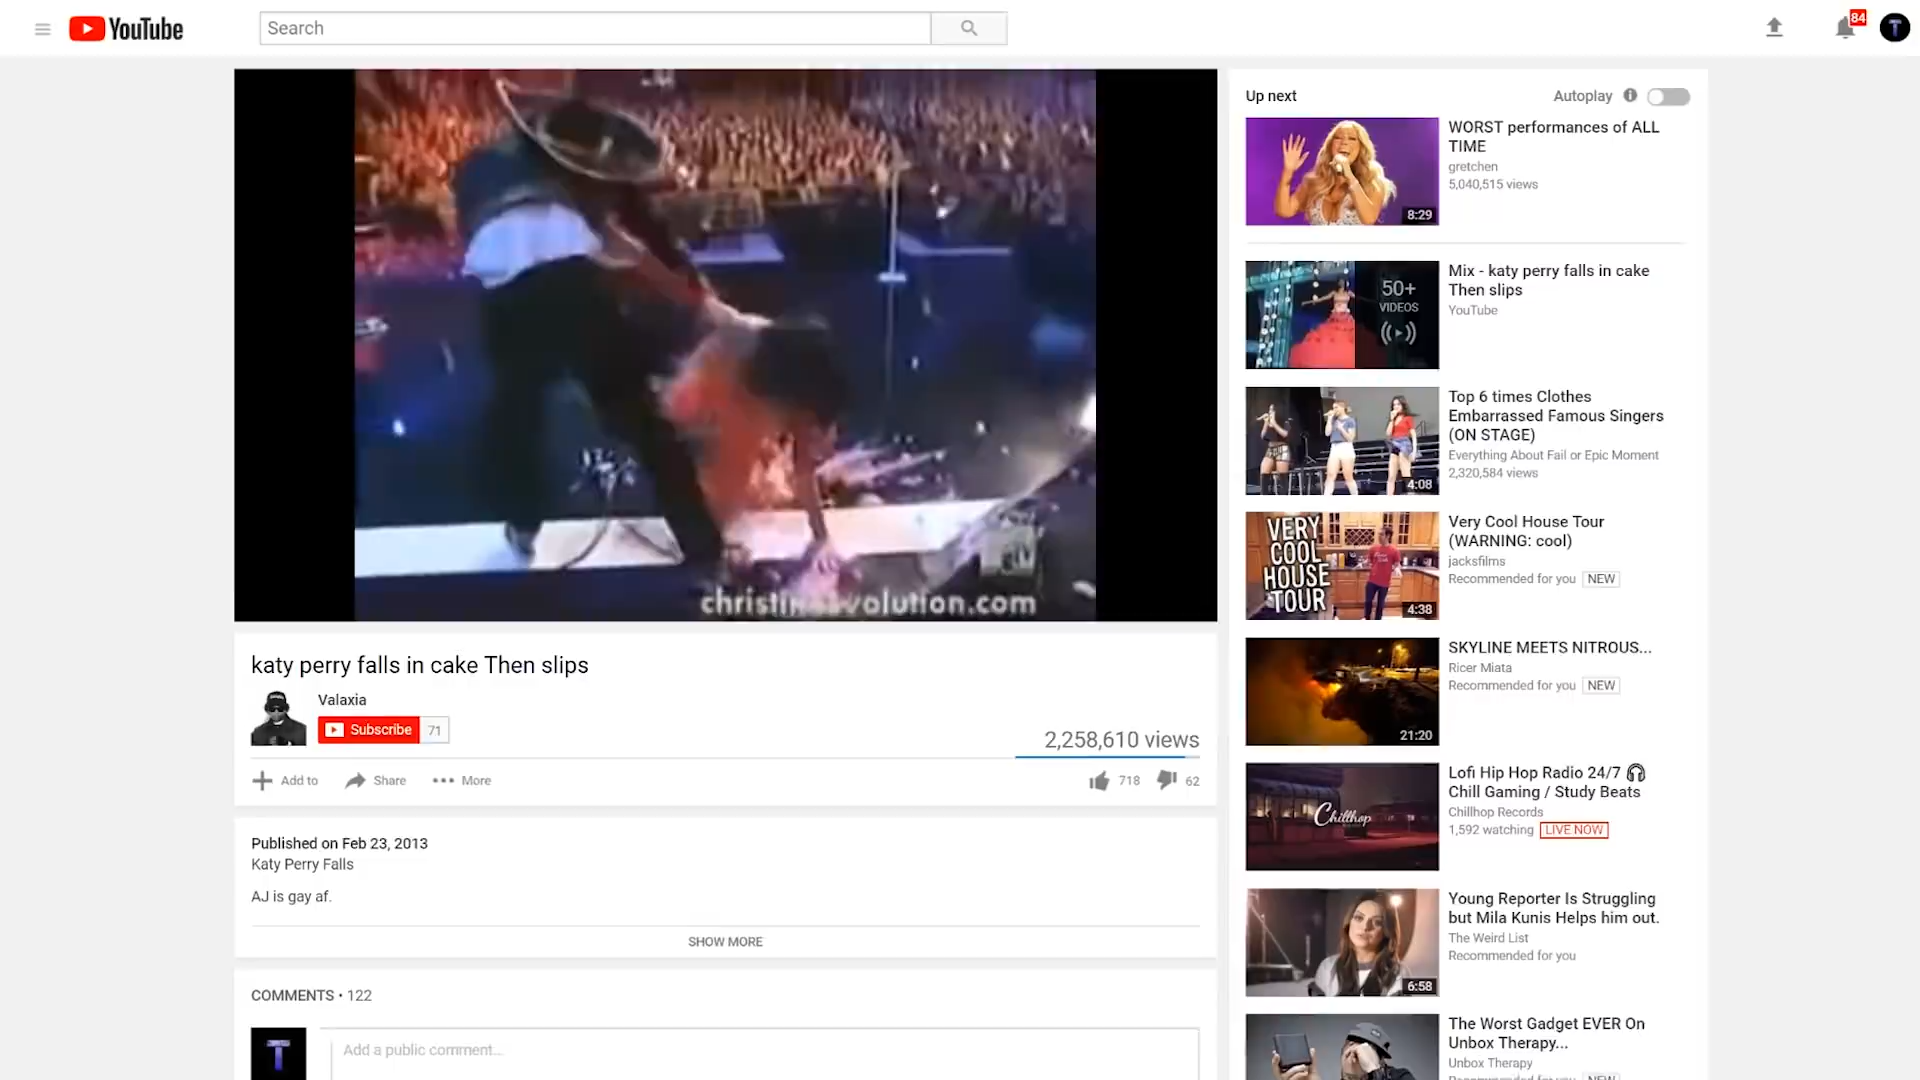 YouTube
Search
84
T
christin
volution.com
katy perry falls in cake Then slips
Valaxia
Subscribe 71
2,258,610 views
Add to Share More
718 62
Published on Feb 23, 2013
Katy Perry Falls
AJ is gay af.
SHOW MORE
COMMENTS • 122
T
Add a public comment...
Up next Autoplay
WORST performances of ALL
TIME
gretchen
5,040,515 views
8:29
Mix - katy perry falls in cake
Then slips
YouTube
50+
VIDEOS
Top 6 times Clothes
Embarrassed Famous Singers
(ON STAGE)
Everything About Fail or Epic Moment
2,320,584 views
4:08
VERY
COOL
HOUSE
TOUR
4:38
Very Cool House Tour
(WARNING: cool)
jacksfilms
Recommended for you NEW
SKYLINE MEETS NITROUS...
Ricer Miata
Recommended for you NEW
21:20
Lofi Hip Hop Radio 24/7 🎧
Chill Gaming / Study Beats
Chillhop Records
1,592 watching LIVE NOW
Chillhop
Young Reporter Is Struggling
but Mila Kunis Helps him out.
The Weird List
Recommended for you
6:58
The Worst Gadget EVER On
Unbox Therapy...
Unbox Therapy
Recommended for you NEW